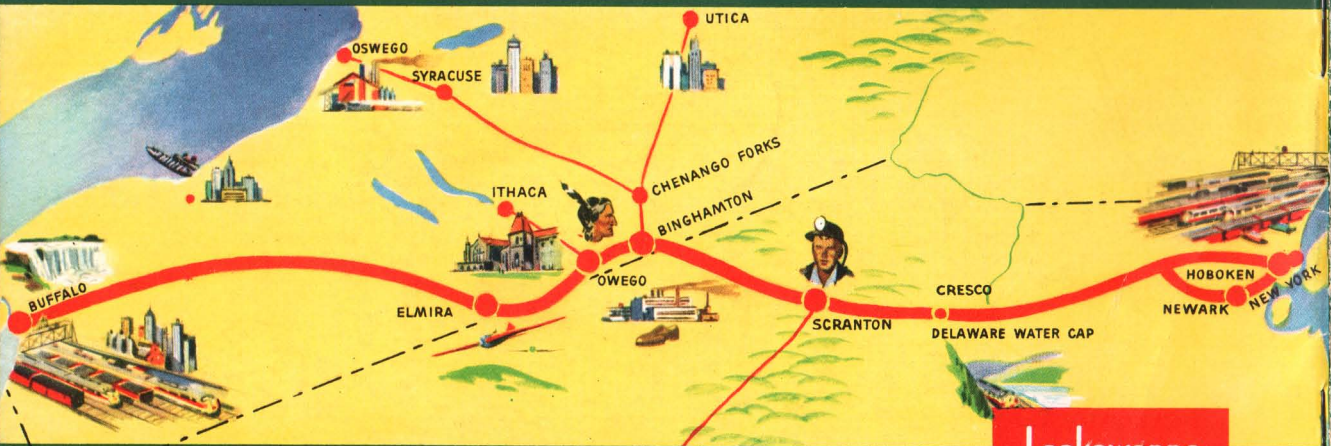 UTICA
OSWEGO
SYRACUSE
CHENANGO FORKS
ITHACA
BINGHAMTON
OWEGO
BUFFALO
ELMIRA
SCRANTON
CRESCO
DELAWARE WATER GAP
HOBOKEN
NEWARK
NEW YORK